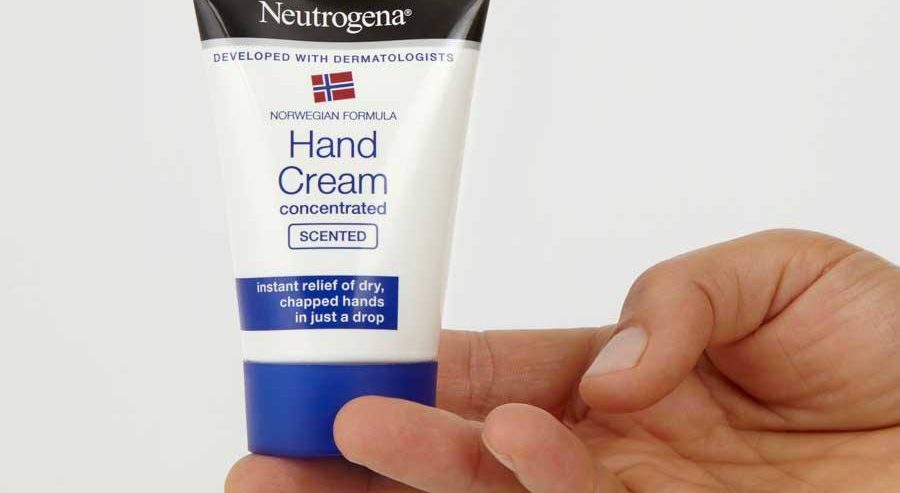 Neutrogena®
DEVELOPED WITH DERMATOLOGISTS
NORWEGIAN FORMULA
Hand
Cream
concentrated
SCENTED
instant relief of dry,
chapped hands
in just a drop